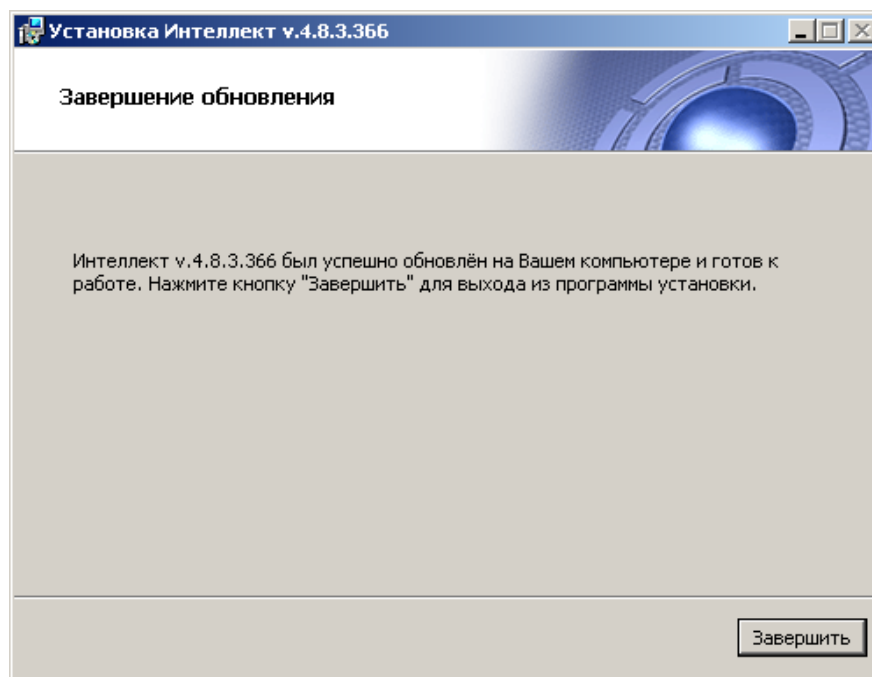 Установка Интеллект v.4.8.3.366
Завершение обновления
Интеллект v.4.8.3.366 был успешно обновлён на Вашем компьютере и готов к
работе. Нажмите кнопку "Завершить" для выхода из программы установки.
Завершить